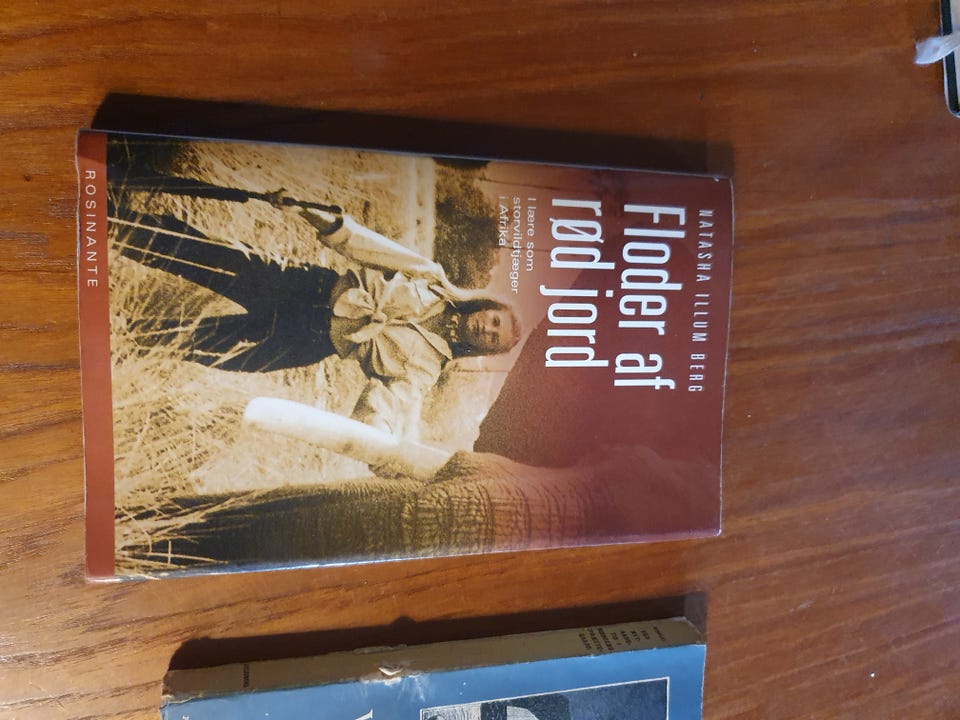 NATASHA ILLUM BERG
Floder af
rød jord
I lære som
storvildtjæger
i Afrika
ROSINANTE